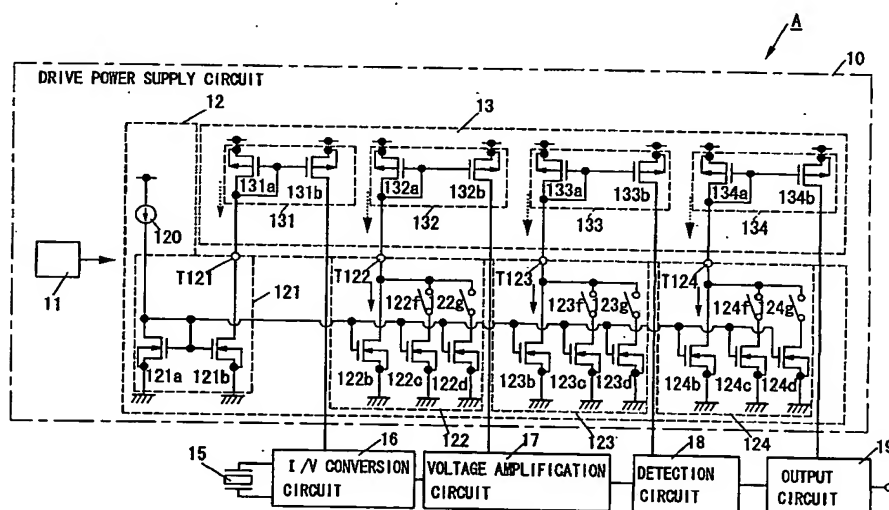 A
10
DRIVE POWER SUPPLY CIRCUIT
12
13
131a
131b
131
132a
132b
132
133a
133b
133
134a
134b
134
120
11
T121
121
T122
122f
22g
T123
123f
23g
T124
124f
24g
121a
121b
122b
122c
122d
123b
123c
123d
124b
124c
124d
122
123
124
15
16
17
18
19
I/V CONVERSION
CIRCUIT
VOLTAGE AMPLIFICATION
CIRCUIT
DETECTION
CIRCUIT
OUTPUT
CIRCUIT